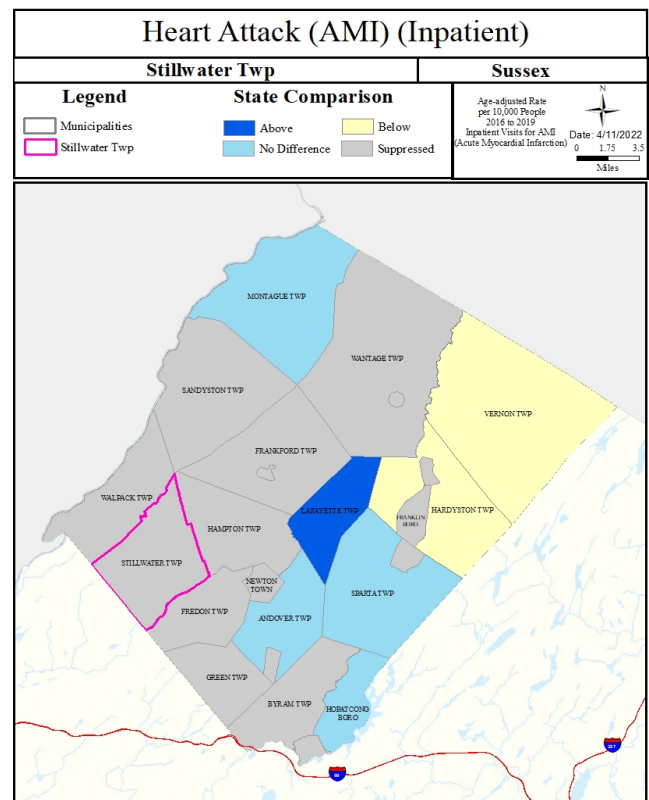 Heart Attack (AMI) (Inpatient)
Stillwater Twp
Sussex
Legend
Municipalities
Stillwater Twp
State Comparison
Above
Below
No Difference
Suppressed
Age-adjusted Rate
per 10,000 People
2016 to 2019
Inpatient Visits for AMI
(Acute Myocardial Infarction)
N
Date: 4/11/2022
0 1.75 3.5
Miles
MONTAGUE TWP
WANTAGE TWP
SANDYSTON TWP
VERNON TWP
FRANKFORD TWP
WALPACK TWP
LAFAYETTE TWP
HARDYSTON TWP
FRANKLIN
BORO
HAMPTON TWP
STILLWATER TWP
NEWTON
TOWN
SPARTA TWP
FREDON TWP
ANDOVER TWP
GREEN TWP
BYRAM TWP
HOPATCONG
BORO
80